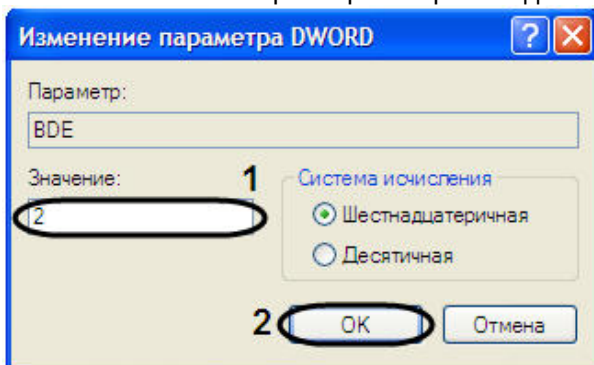 Изменение параметра DWORD
Параметр:
BDE
Значение:
1
Система исчисления
2
Шестнадцатеричная
Десятичная
2
OK
Отмена